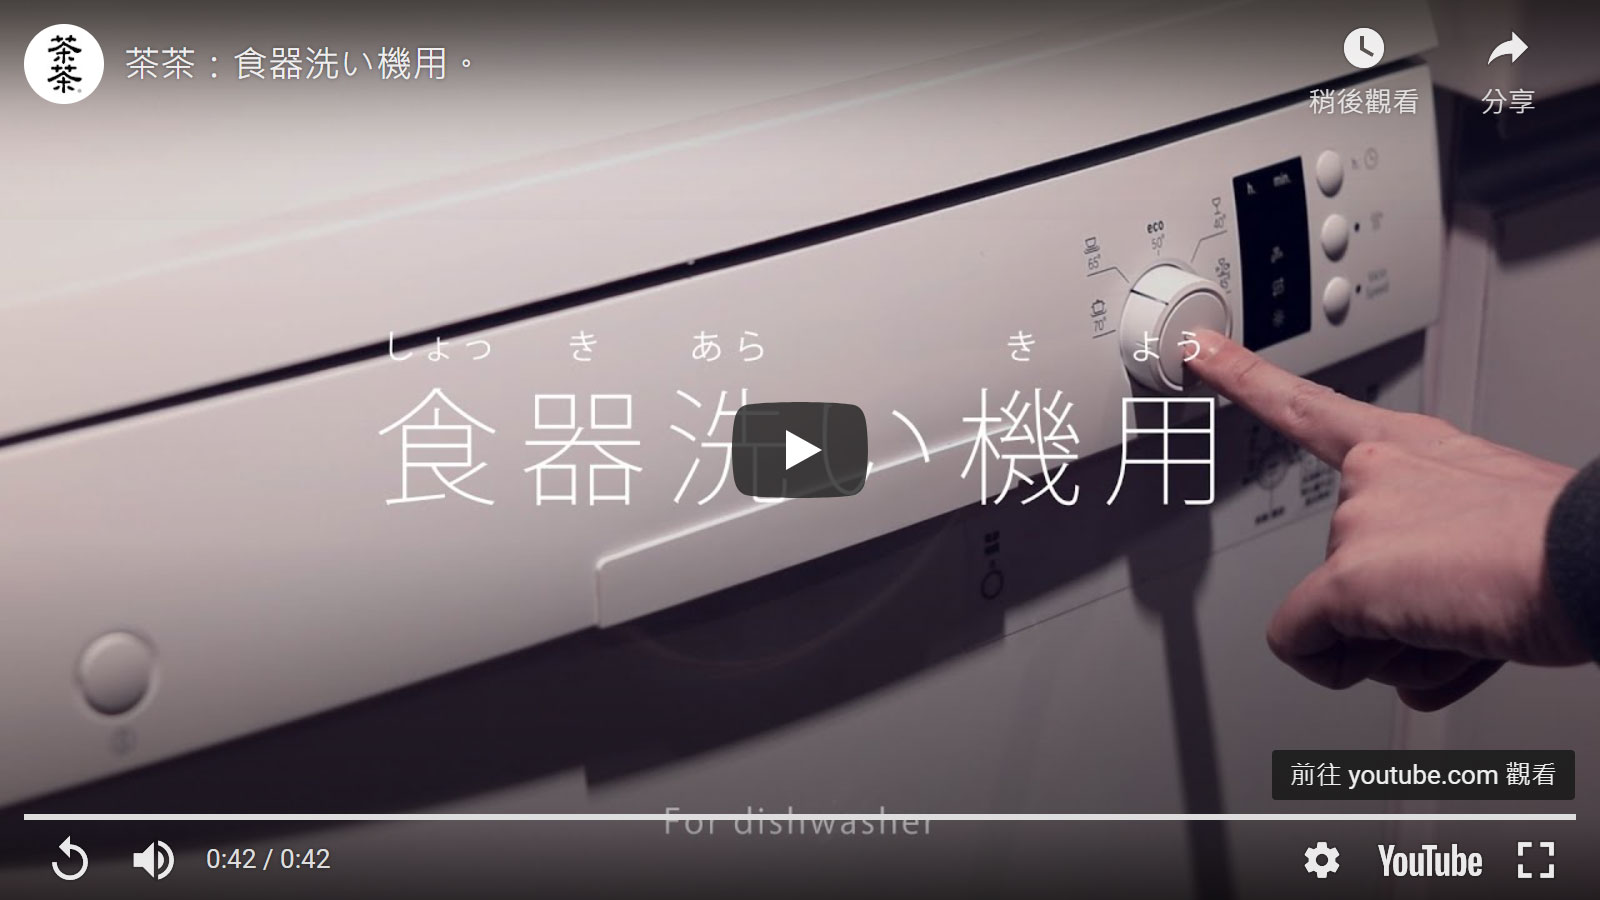 茶茶
茶茶：食器洗い機用。
稍後觀看
分享
h. min.
eco
50°
65°
45°
70°
しょっ き あら き よう
食器洗い機用
前往 youtube.com 觀看
For dishwasher
0:42 / 0:42
YouTube